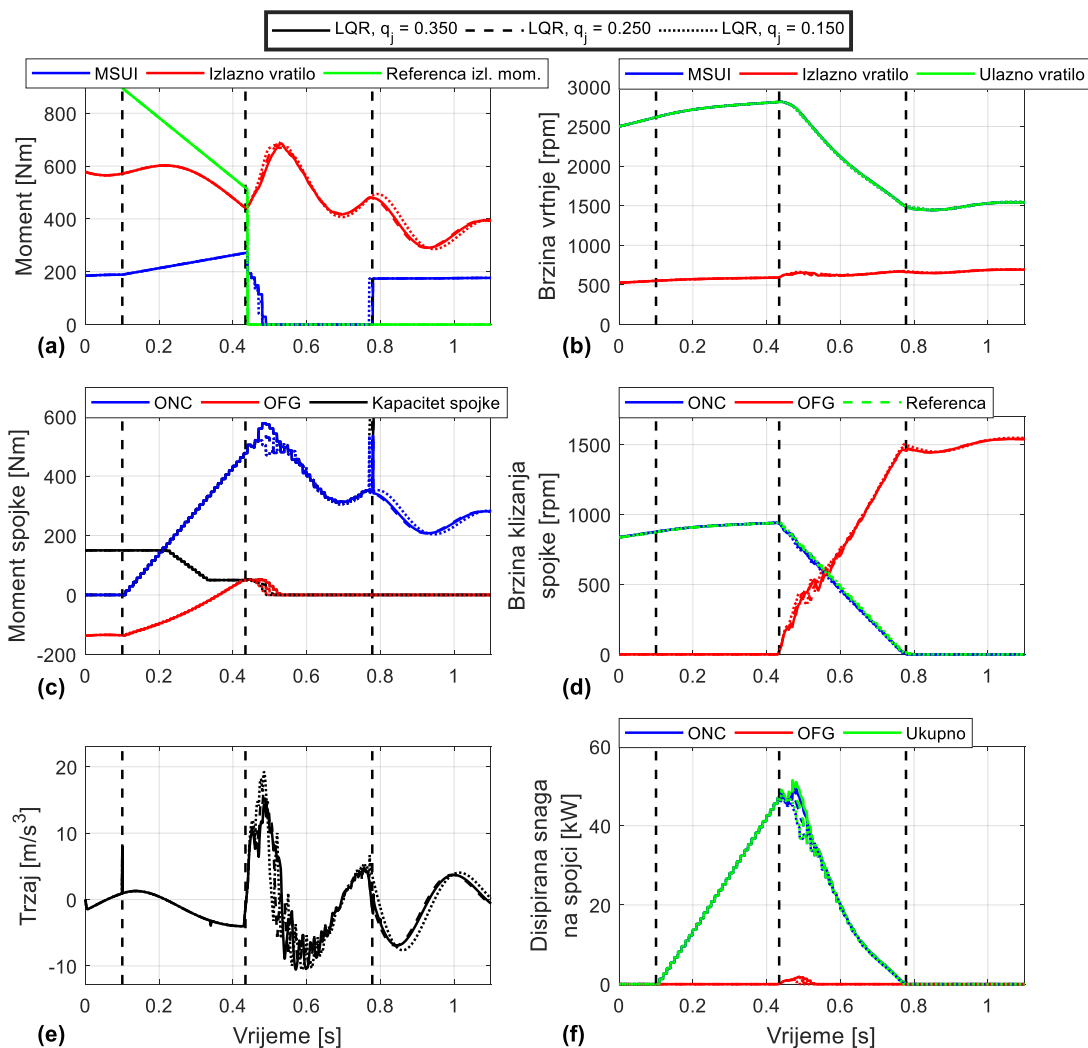 LQR, qj = 0.350 LQR, qj = 0.250 LQR, qj = 0.150
MSUI Izlazno vratilo Referenca izl. mom.
Moment [Nm]
800
600
400
200
0
0 0.2 0.4 0.6 0.8 1
(a)
MSUI Izlazno vratilo Ulazno vratilo
Brzina vrtnje [rpm]
3000
2500
2000
1500
1000
500
0
0 0.2 0.4 0.6 0.8 1
(b)
ONC OFG Kapacitet spojke
Moment spojke [Nm]
600
400
200
0
-200
0 0.2 0.4 0.6 0.8 1
(c)
ONC OFG Referenca
Brzina klizanja
spojke [rpm]
1500
1000
500
0
0 0.2 0.4 0.6 0.8 1
(d)
Trzaj [m/s³]
20
10
0
-10
0 0.2 0.4 0.6 0.8 1
Vrijeme [s]
(e)
ONC OFG Ukupno
Disipirana snaga
na spojci [kW]
60
40
20
0
0 0.2 0.4 0.6 0.8 1
Vrijeme [s]
(f)